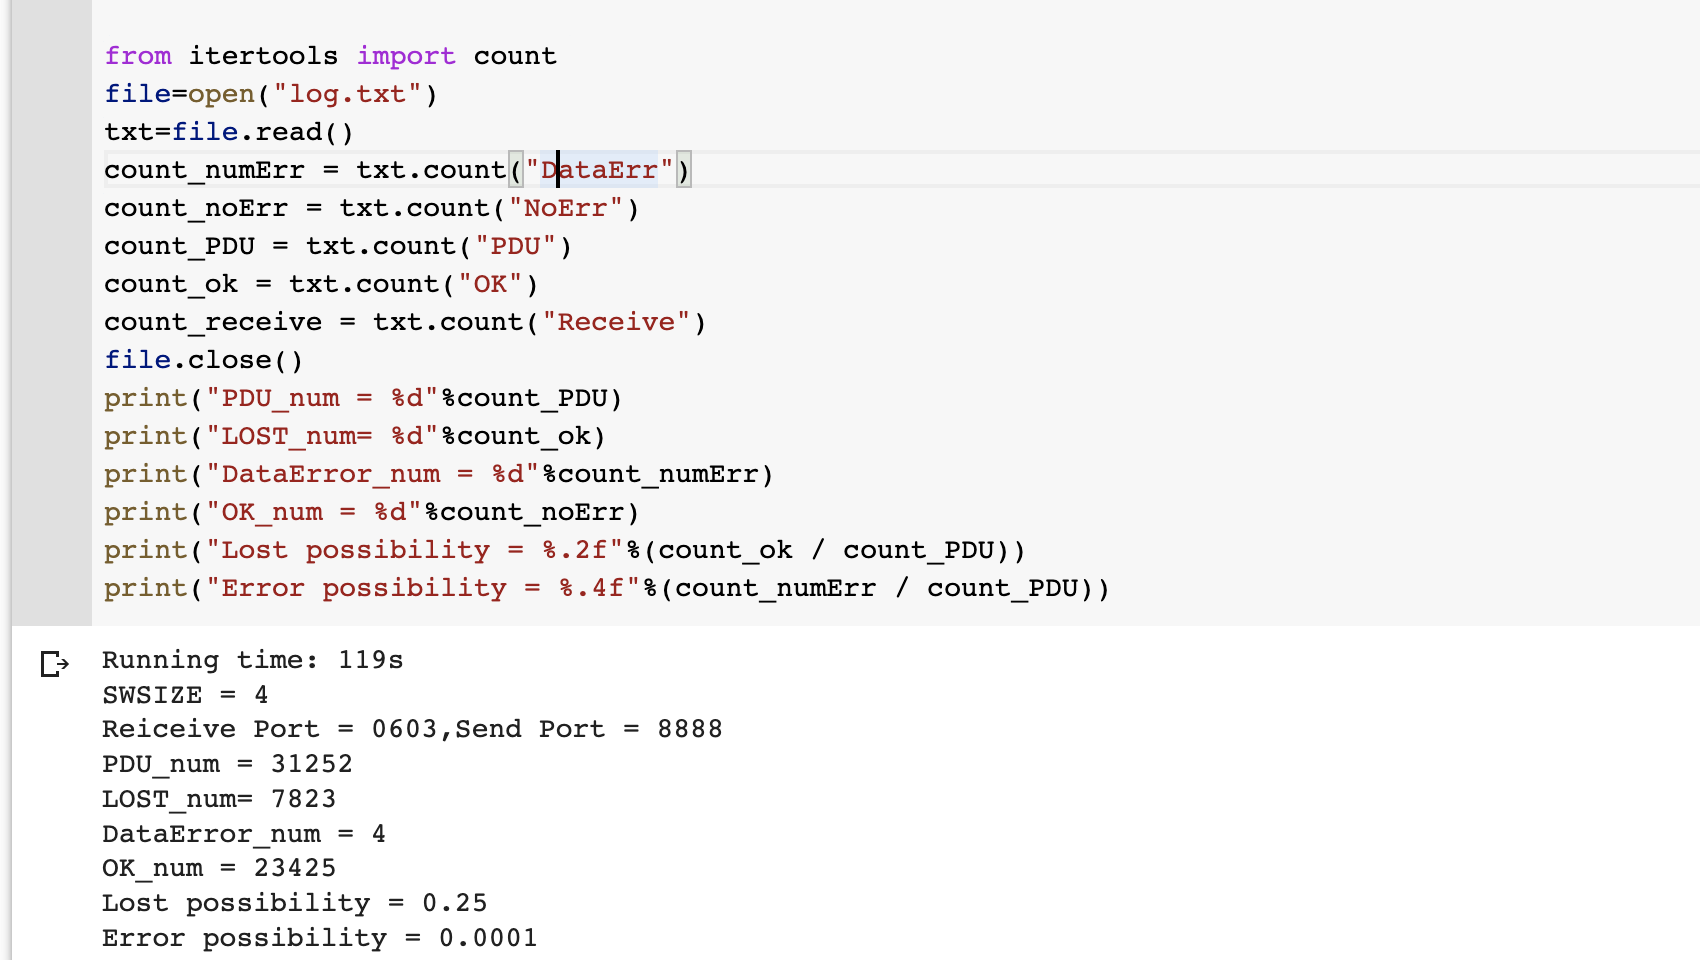 from itertools import count
file=open("log.txt")
txt=file.read()
count_numErr = txt.count("DataErr")
count_noErr = txt.count("NoErr")
count_PDU = txt.count("PDU")
count_ok = txt.count("OK")
count_receive = txt.count("Receive")
file.close()
print("PDU_num = %d"%count_PDU)
print("LOST_num= %d"%count_ok)
print("DataError_num = %d"%count_numErr)
print("OK_num = %d"%count_noErr)
print("Lost possibility = %.2f"%(count_ok / count_PDU))
print("Error possibility = %.4f"%(count_numErr / count_PDU))
Running time: 119s
SWSIZE = 4
Reiceive Port = 0603,Send Port = 8888
PDU_num = 31252
LOST_num= 7823
DataError_num = 4
OK_num = 23425
Lost possibility = 0.25
Error possibility = 0.0001